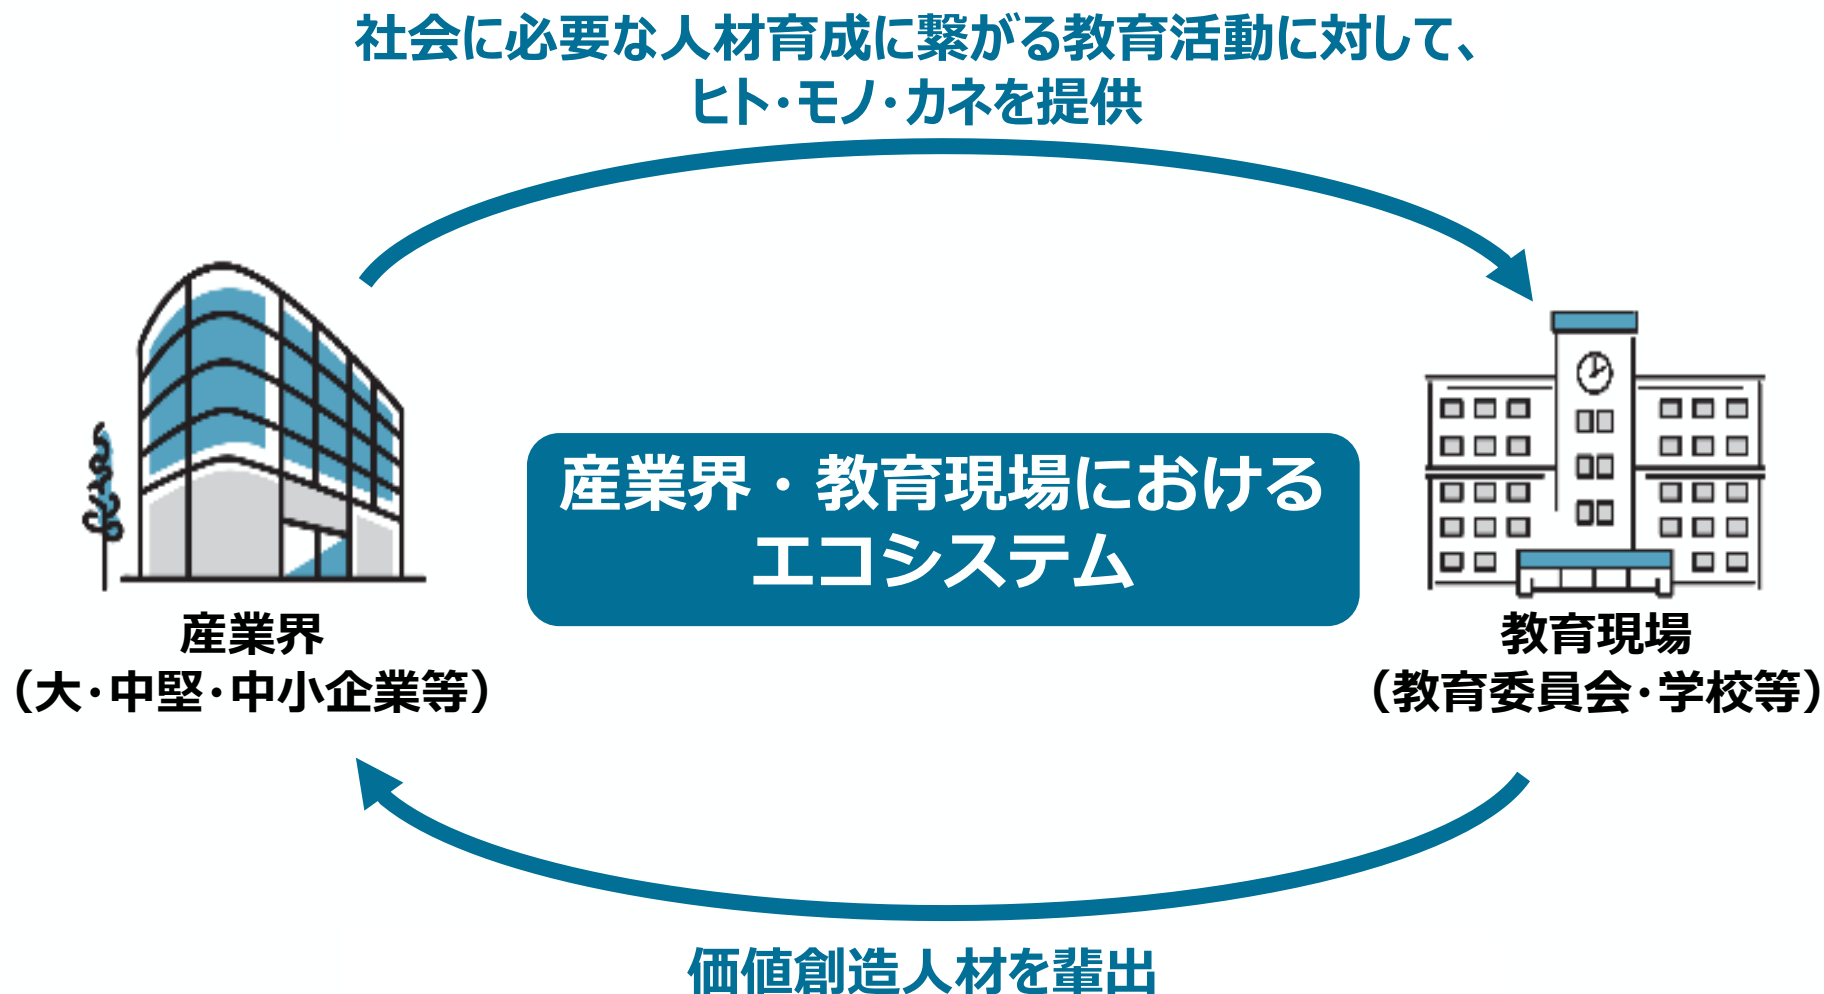 社会に必要な人材育成に繋がる教育活動に対して、
ヒト・モノ・カネを提供
産業界・教育現場における
エコシステム
産業界
（大・中堅・中小企業等）
教育現場
（教育委員会・学校等）
価値創造人材を輩出